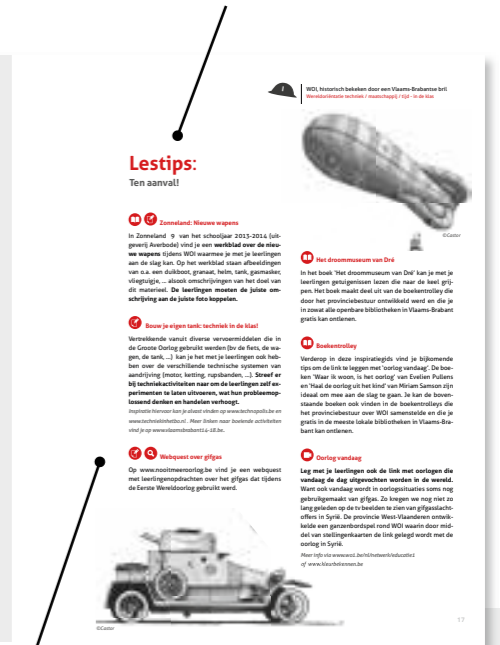 WOI, historisch bekeken door een Vlaams-Brabantse bril
Wereldoriëntatie techniek / maatschappij / tijd - in de klas
Lestips:
Ten aanval!
Zonneland: Nieuwe wapens
In Zonneland 9 van het schooljaar 2013-2014 (uit-
geverij Averbode) vind je een werkblad over de nieu-
we wapens tijdens WOI waarmee je met je leerlingen
aan de slag kan. Op het werkblad staan afbeeldingen
van o.a. een duikboot, granaat, helm, tank, gasmasker,
vliegtuigje, ... alsook omschrijvingen van het doel van
dit materieel. De leerlingen moeten de juiste om-
schrijving aan de juiste foto koppelen.
Bouw je eigen tank: techniek in de klas!
Vertrekkende vanuit diverse vervoermiddelen die in
de Groote Oorlog gebruikt werden (bv de fiets, de wa-
gen, de tank, ...) kan je het met je leerlingen ook heb-
ben over de verschillende technische systemen van
aandrijving (motor, ketting, rupsbanden, ...). Streef er
bij techniekactiviteiten naar om de leerlingen zelf ex-
perimenten te laten uitvoeren, wat hun probleemop-
lossend denken en handelen verhoogt.
Inspiratie hiervoor kan je alvast vinden op www.technopolis.be en
www.techniekinhetbo.nl . Meer linken naar boeiende activiteiten
vind je op www.vlaamsbrabant14-18.be.
Webquest over gifgas
Op www.nooitmeeroorlog.be vind je een webquest
met leerlingenopdrachten over het gifgas dat tijdens
de Eerste Wereldoorlog gebruikt werd.
©Castor
©Castor
Het droommuseum van Dré
In het boek 'Het droommuseum van Dré' kan je met je
leerlingen getuigenissen lezen die naar de keel grij-
pen. Het boek maakt deel uit van de boekentrolley die
door het provinciebestuur ontwikkeld werd en die je
in zowat alle openbare bibliotheken in Vlaams-Brabant
gratis kan ontlenen.
Boekentrolley
Verderop in deze inspiratiegids vind je bijkomende
tips om de link te leggen met 'oorlog vandaag'. De boe-
ken 'Waar ik woon, is het oorlog' van Evelien Pullens
en 'Haal de oorlog uit het kind' van Miriam Samson zijn
ideaal om mee aan de slag te gaan. Je kan de boven-
staande boeken ook vinden in de boekentrolleys die
het provinciebestuur over WOI samenstelde en die je
gratis in de meeste lokale bibliotheken in Vlaams-Bra-
bant kan ontlenen.
Oorlog vandaag
Leg met je leerlingen ook de link met oorlogen die
vandaag de dag uitgevochten worden in de wereld.
Want ook vandaag wordt in oorlogssituaties soms nog
gebruikgemaakt van gifgas. Zo kregen we nog niet zo
lang geleden op de tv beelden te zien van gifgasslacht-
offers in Syrië. De provincie West-Vlaanderen ontwik-
kelde een ganzenbordspel rond WOI waarin door mid-
del van stellingenkaarten de link gelegd wordt met de
oorlog in Syrië.
Meer info via www.wo1.be/nl/netwerk/educatie1
of www.kleurbekennen.be
17